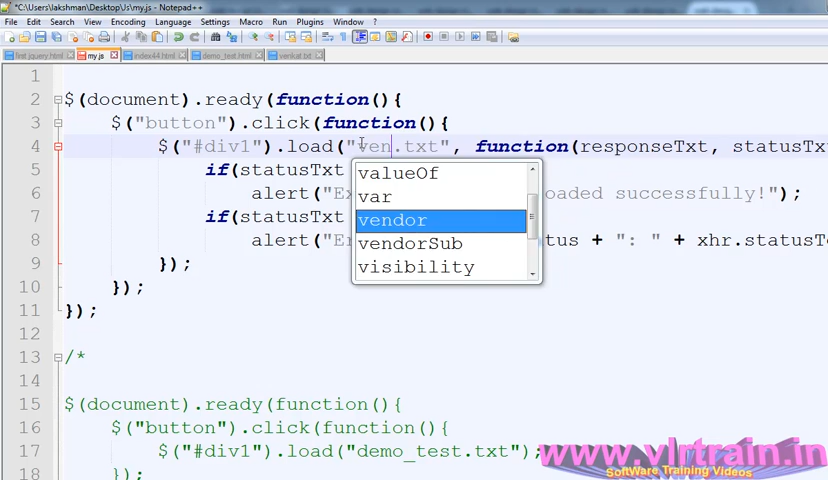 *C:\Users\lakshman\Desktop\Js\my.js - Notepad++
File Edit Search View Encoding Language Settings Macro Run Plugins Window ?
first jquery.html my.js index44.html demo_test.html venkat.txt
1
2 $(document).ready(function(){
3 $("button").click(function(){
4 $("#div1").load("ven.txt", function(responseTxt, statusTxt
5 if(statusTxt
6 alert("Ex oaded successfully!");
7 if(statusTxt
8 alert("Er tatus + ": " + xhr.statusTe
9 });
10 });
11 });
12
13 /*
14
15 $(document).ready(function(){
16 $("button").click(function(){
17 $("#div1").load("demo_test.txt");
18 });
valueOf
var
vendor
vendorSub
visibility
www.vlrtrain.in
SoftWare Training Videos